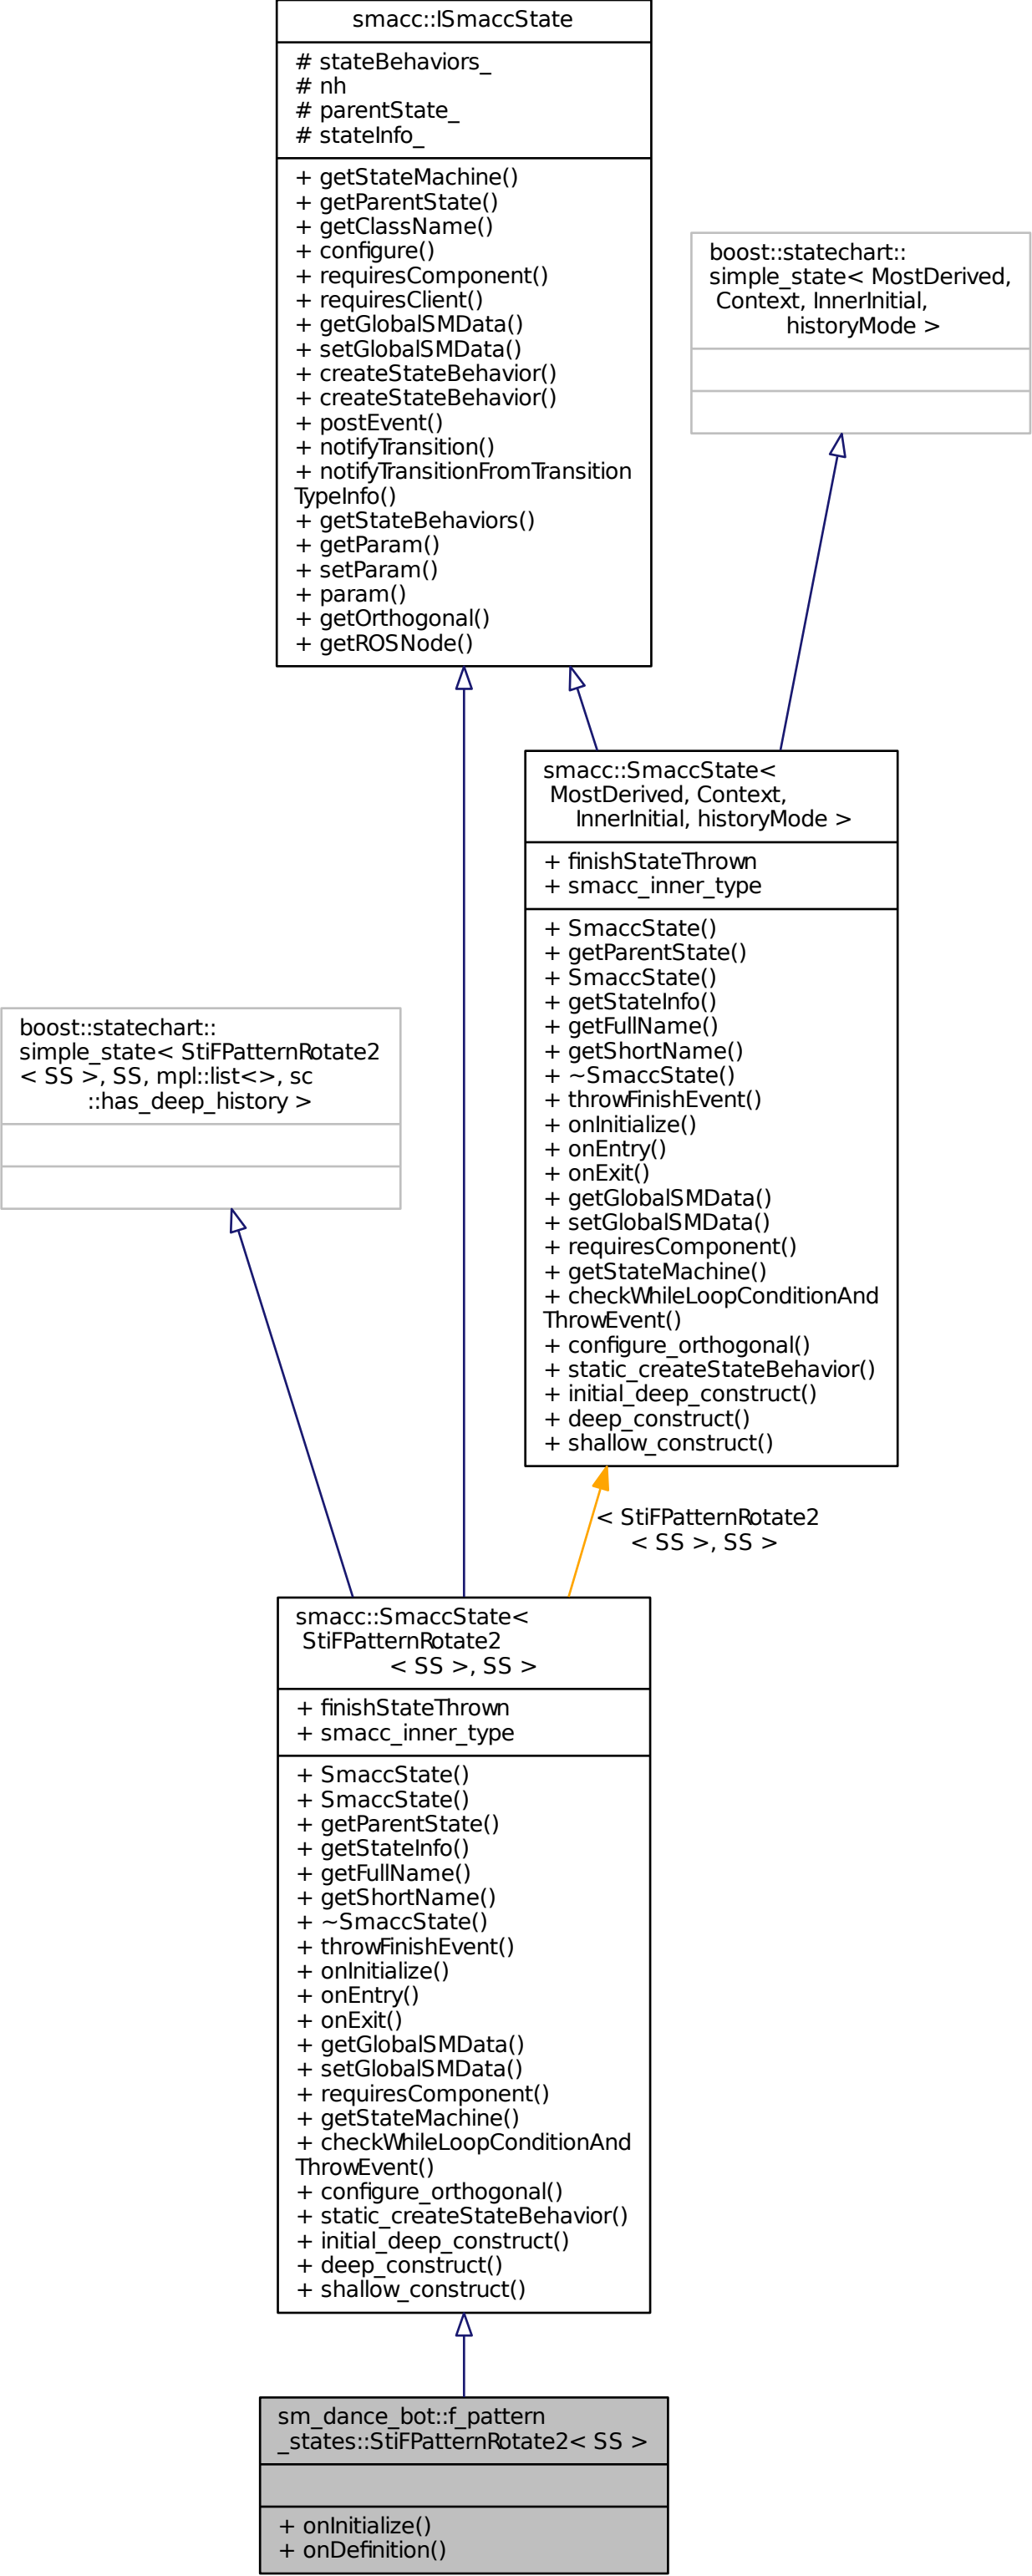 smacc::ISmaccState
# stateBehaviors_
# nh
# parentState_
# stateInfo_
+ getStateMachine()
+ getParentState()
+ getClassName()
+ configure()
+ requiresComponent()
+ requiresClient()
+ getGlobalSMData()
+ setGlobalSMData()
+ createStateBehavior()
+ createStateBehavior()
+ postEvent()
+ notifyTransition()
+ notifyTransitionFromTransition
TypeInfo()
+ getStateBehaviors()
+ getParam()
+ setParam()
+ param()
+ getOrthogonal()
+ getROSNode()
boost::statechart::
simple_state< MostDerived,
Context, InnerInitial,
historyMode >
smacc::SmaccState<
MostDerived, Context,
InnerInitial, historyMode >
+ finishStateThrown
+ smacc_inner_type
+ SmaccState()
+ getParentState()
+ SmaccState()
+ getStateInfo()
+ getFullName()
+ getShortName()
+ ~SmaccState()
+ throwFinishEvent()
+ onInitialize()
+ onEntry()
+ onExit()
+ getGlobalSMData()
+ setGlobalSMData()
+ requiresComponent()
+ getStateMachine()
+ checkWhileLoopConditionAnd
ThrowEvent()
+ configure_orthogonal()
+ static_createStateBehavior()
+ initial_deep_construct()
+ deep_construct()
+ shallow_construct()
boost::statechart::
simple_state< StiFPatternRotate2
< SS >, SS, mpl::list<>, sc
::has_deep_history >
< StiFPatternRotate2
< SS >, SS >
smacc::SmaccState<
StiFPatternRotate2
< SS >, SS >
+ finishStateThrown
+ smacc_inner_type
+ SmaccState()
+ SmaccState()
+ getParentState()
+ getStateInfo()
+ getFullName()
+ getShortName()
+ ~SmaccState()
+ throwFinishEvent()
+ onInitialize()
+ onEntry()
+ onExit()
+ getGlobalSMData()
+ setGlobalSMData()
+ requiresComponent()
+ getStateMachine()
+ checkWhileLoopConditionAnd
ThrowEvent()
+ configure_orthogonal()
+ static_createStateBehavior()
+ initial_deep_construct()
+ deep_construct()
+ shallow_construct()
sm_dance_bot::f_pattern
_states::StiFPatternRotate2< SS >
+ onInitialize()
+ onDefinition()